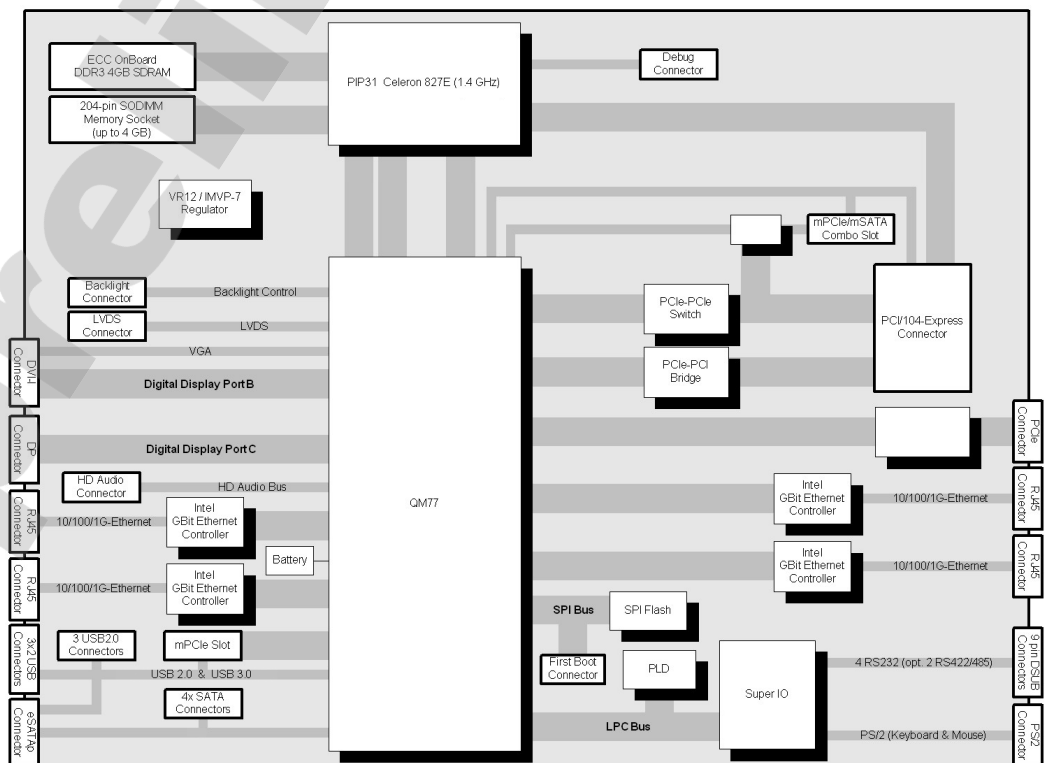 ECC OnBoard
DDR3 4GB SDRAM
204-pin SODIMM
Memory Socket
(up to 4 GB)
PIP31 Celeron 827E (1.4 GHz)
Debug
Connector
VR12 / IMVP-7
Regulator
mPCIe/mSATA
Combo Slot
Backlight
Connector
Backlight Control
LVDS
Connector
LVDS
VGA
DVI-I
Connector
Digital Display Port B
PCIe-PCIe
Switch
PCIe-PCI
Bridge
PCI/104-Express
Connector
DP
Connector
Digital Display Port C
PCIe
Connector
HD Audio
Connector
HD Audio Bus
QM77
RJ45
Connector
10/100/1G-Ethernet
Intel
GBit Ethernet
Controller
Intel
GBit Ethernet
Controller
10/100/1G-Ethernet
RJ45
Connector
Battery
RJ45
Connector
10/100/1G-Ethernet
Intel
GBit Ethernet
Controller
Intel
GBit Ethernet
Controller
10/100/1G-Ethernet
RJ45
Connector
SPI Bus
SPI Flash
3x2 USB
Connectors
3 USB2.0
Connectors
mPCIe Slot
USB 2.0 & USB 3.0
First Boot
Connector
PLD
Super IO
4 RS232 (opt. 2 RS422/485)
9 pin DSUB
Connectors
eSATAp
Connector
4x SATA
Connectors
LPC Bus
PS/2 (Keyboard & Mouse)
PS/2
Connector